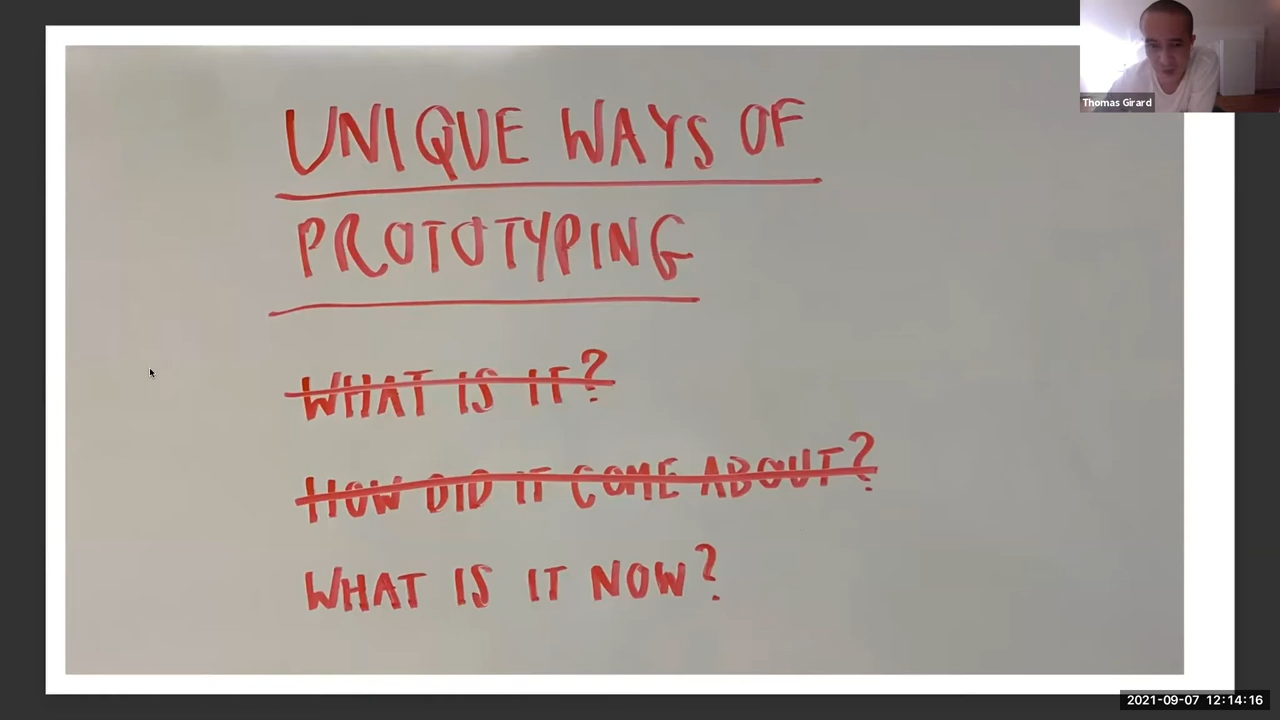 UNIQUE WAYS OF
PROTOTYPING
WHAT IS IT?
HOW DID IT COME ABOUT?
WHAT IS IT NOW?
Thomas Girard
2021-09-07 12:14:16